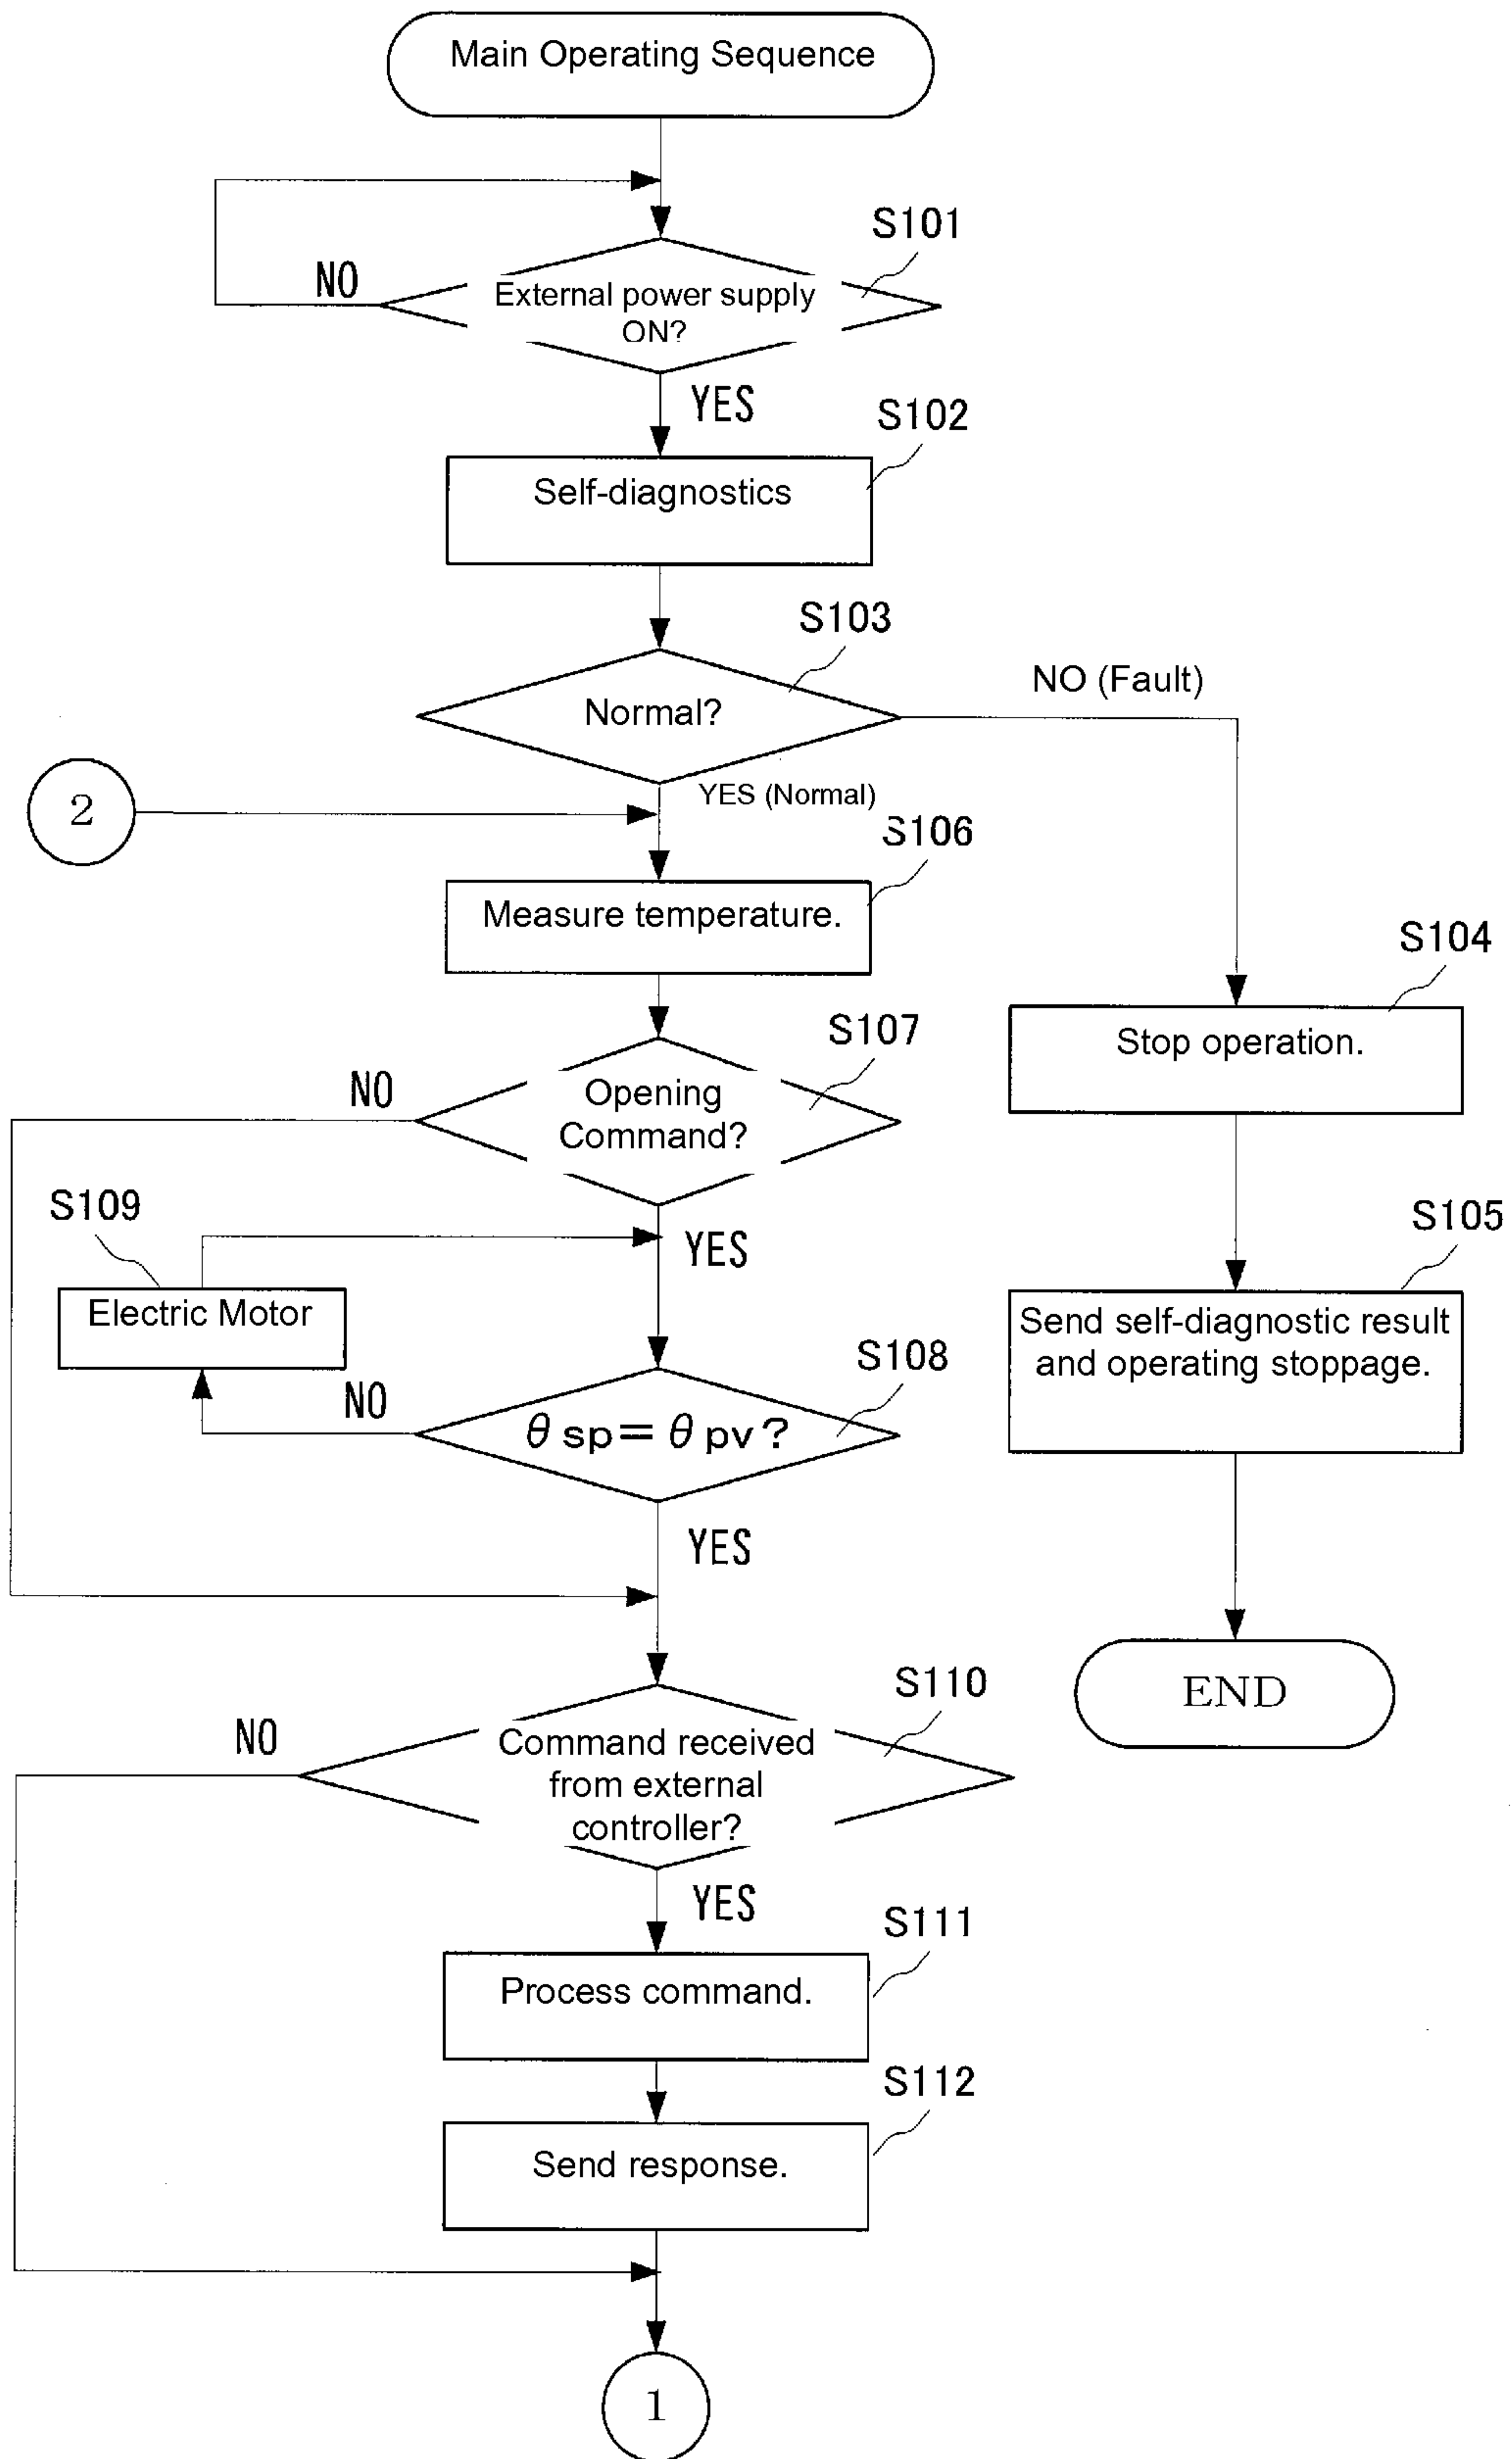 Main Operating Sequence
S101
NO
External power supply
ON?
YES
S102
Self-diagnostics
S103
NO (Fault)
Normal?
2
YES (Normal)
S106
Measure temperature.
S104
Stop operation.
S107
NO
Opening
Command?
S109
YES
S105
Electric Motor
Send self-diagnostic result
and operating stoppage.
S108
NO
θ sp= θ pv?
YES
S110
END
NO
Command received
from external
controller?
YES
S111
Process command.
S112
Send response.
1